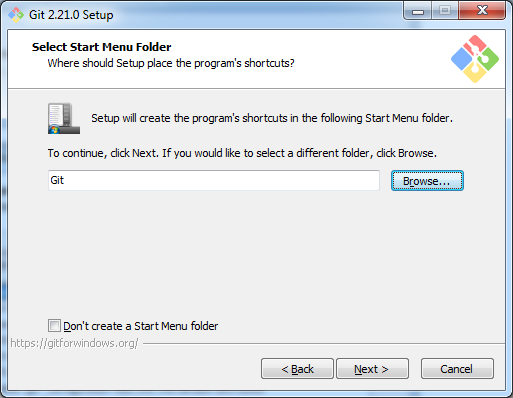 Git 2.21.0 Setup
Select Start Menu Folder
Where should Setup place the program's shortcuts?
Setup will create the program's shortcuts in the following Start Menu folder.
To continue, click Next. If you would like to select a different folder, click Browse.
Git
Browse...
Don't create a Start Menu folder
https://gitforwindows.org/
< Back
Next >
Cancel